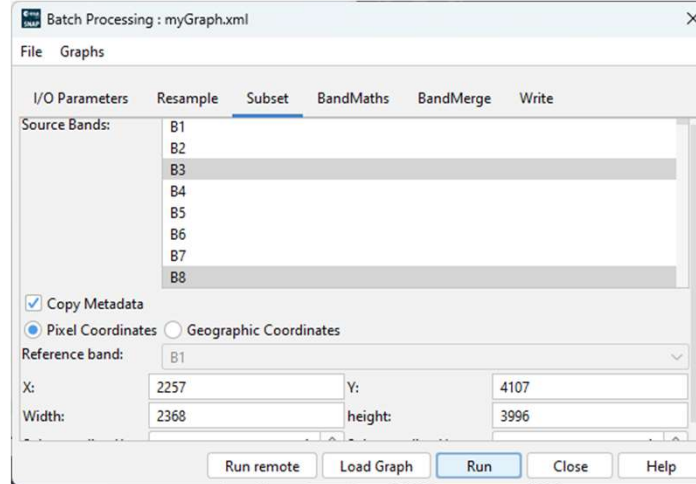 esa SNAP Batch Processing : myGraph.xml
File Graphs
I/O Parameters Resample Subset BandMaths BandMerge Write
Source Bands: B1
B2
B3
B4
B5
B6
B7
B8
Copy Metadata
Pixel Coordinates Geographic Coordinates
Reference band: B1
X: 2257 Y: 4107
Width: 2368 height: 3996
Run remote Load Graph Run Close Help